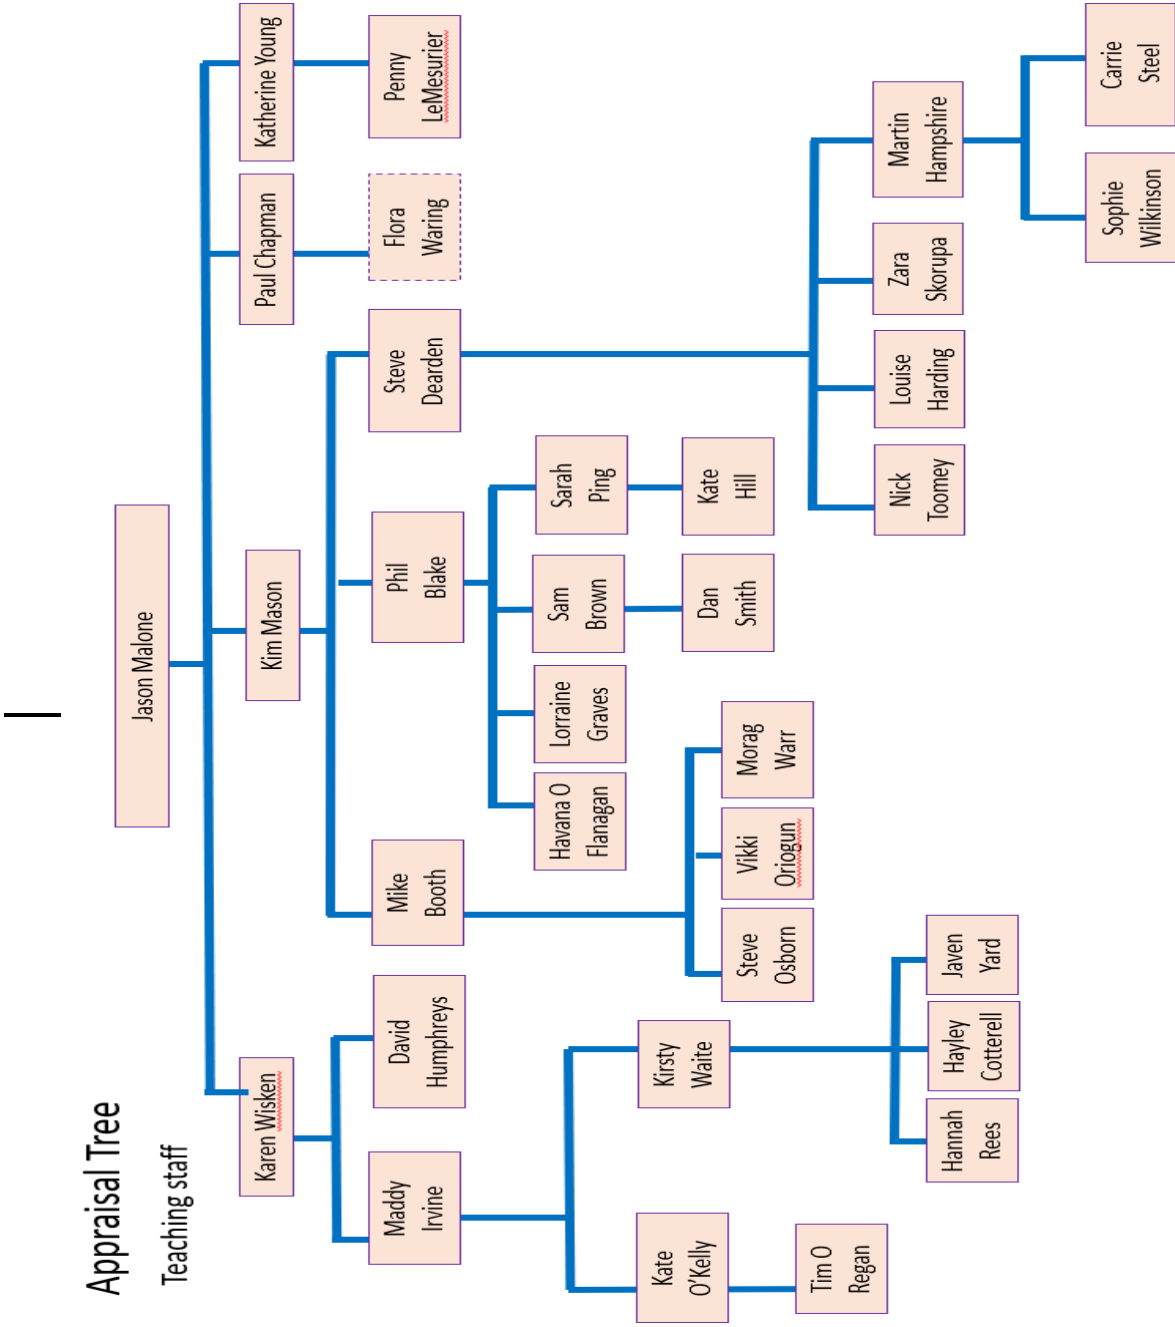 Appraisal Tree
Teaching staff
Jason Malone
Karen Wisken
Kim Mason
Paul Chapman
Katherine Young
Maddy
Irvine
David
Humphreys
Mike
Booth
Phil
Blake
Steve
Dearden
Flora
Waring
Penny
LeMesurier
Havana O
Flanagan
Lorraine
Graves
Sam
Brown
Sarah
Ping
Kate
O'Kelly
Kirsty
Waite
Dan
Smith
Kate
Hill
Steve
Osborn
Vikki
Oriogun
Morag
Warr
Tim O
Regan
Nick
Toomey
Louise
Harding
Zara
Skorupa
Martin
Hampshire
Hannah
Rees
Hayley
Cotterell
Javen
Yard
Sophie
Wilkinson
Carrie
Steel